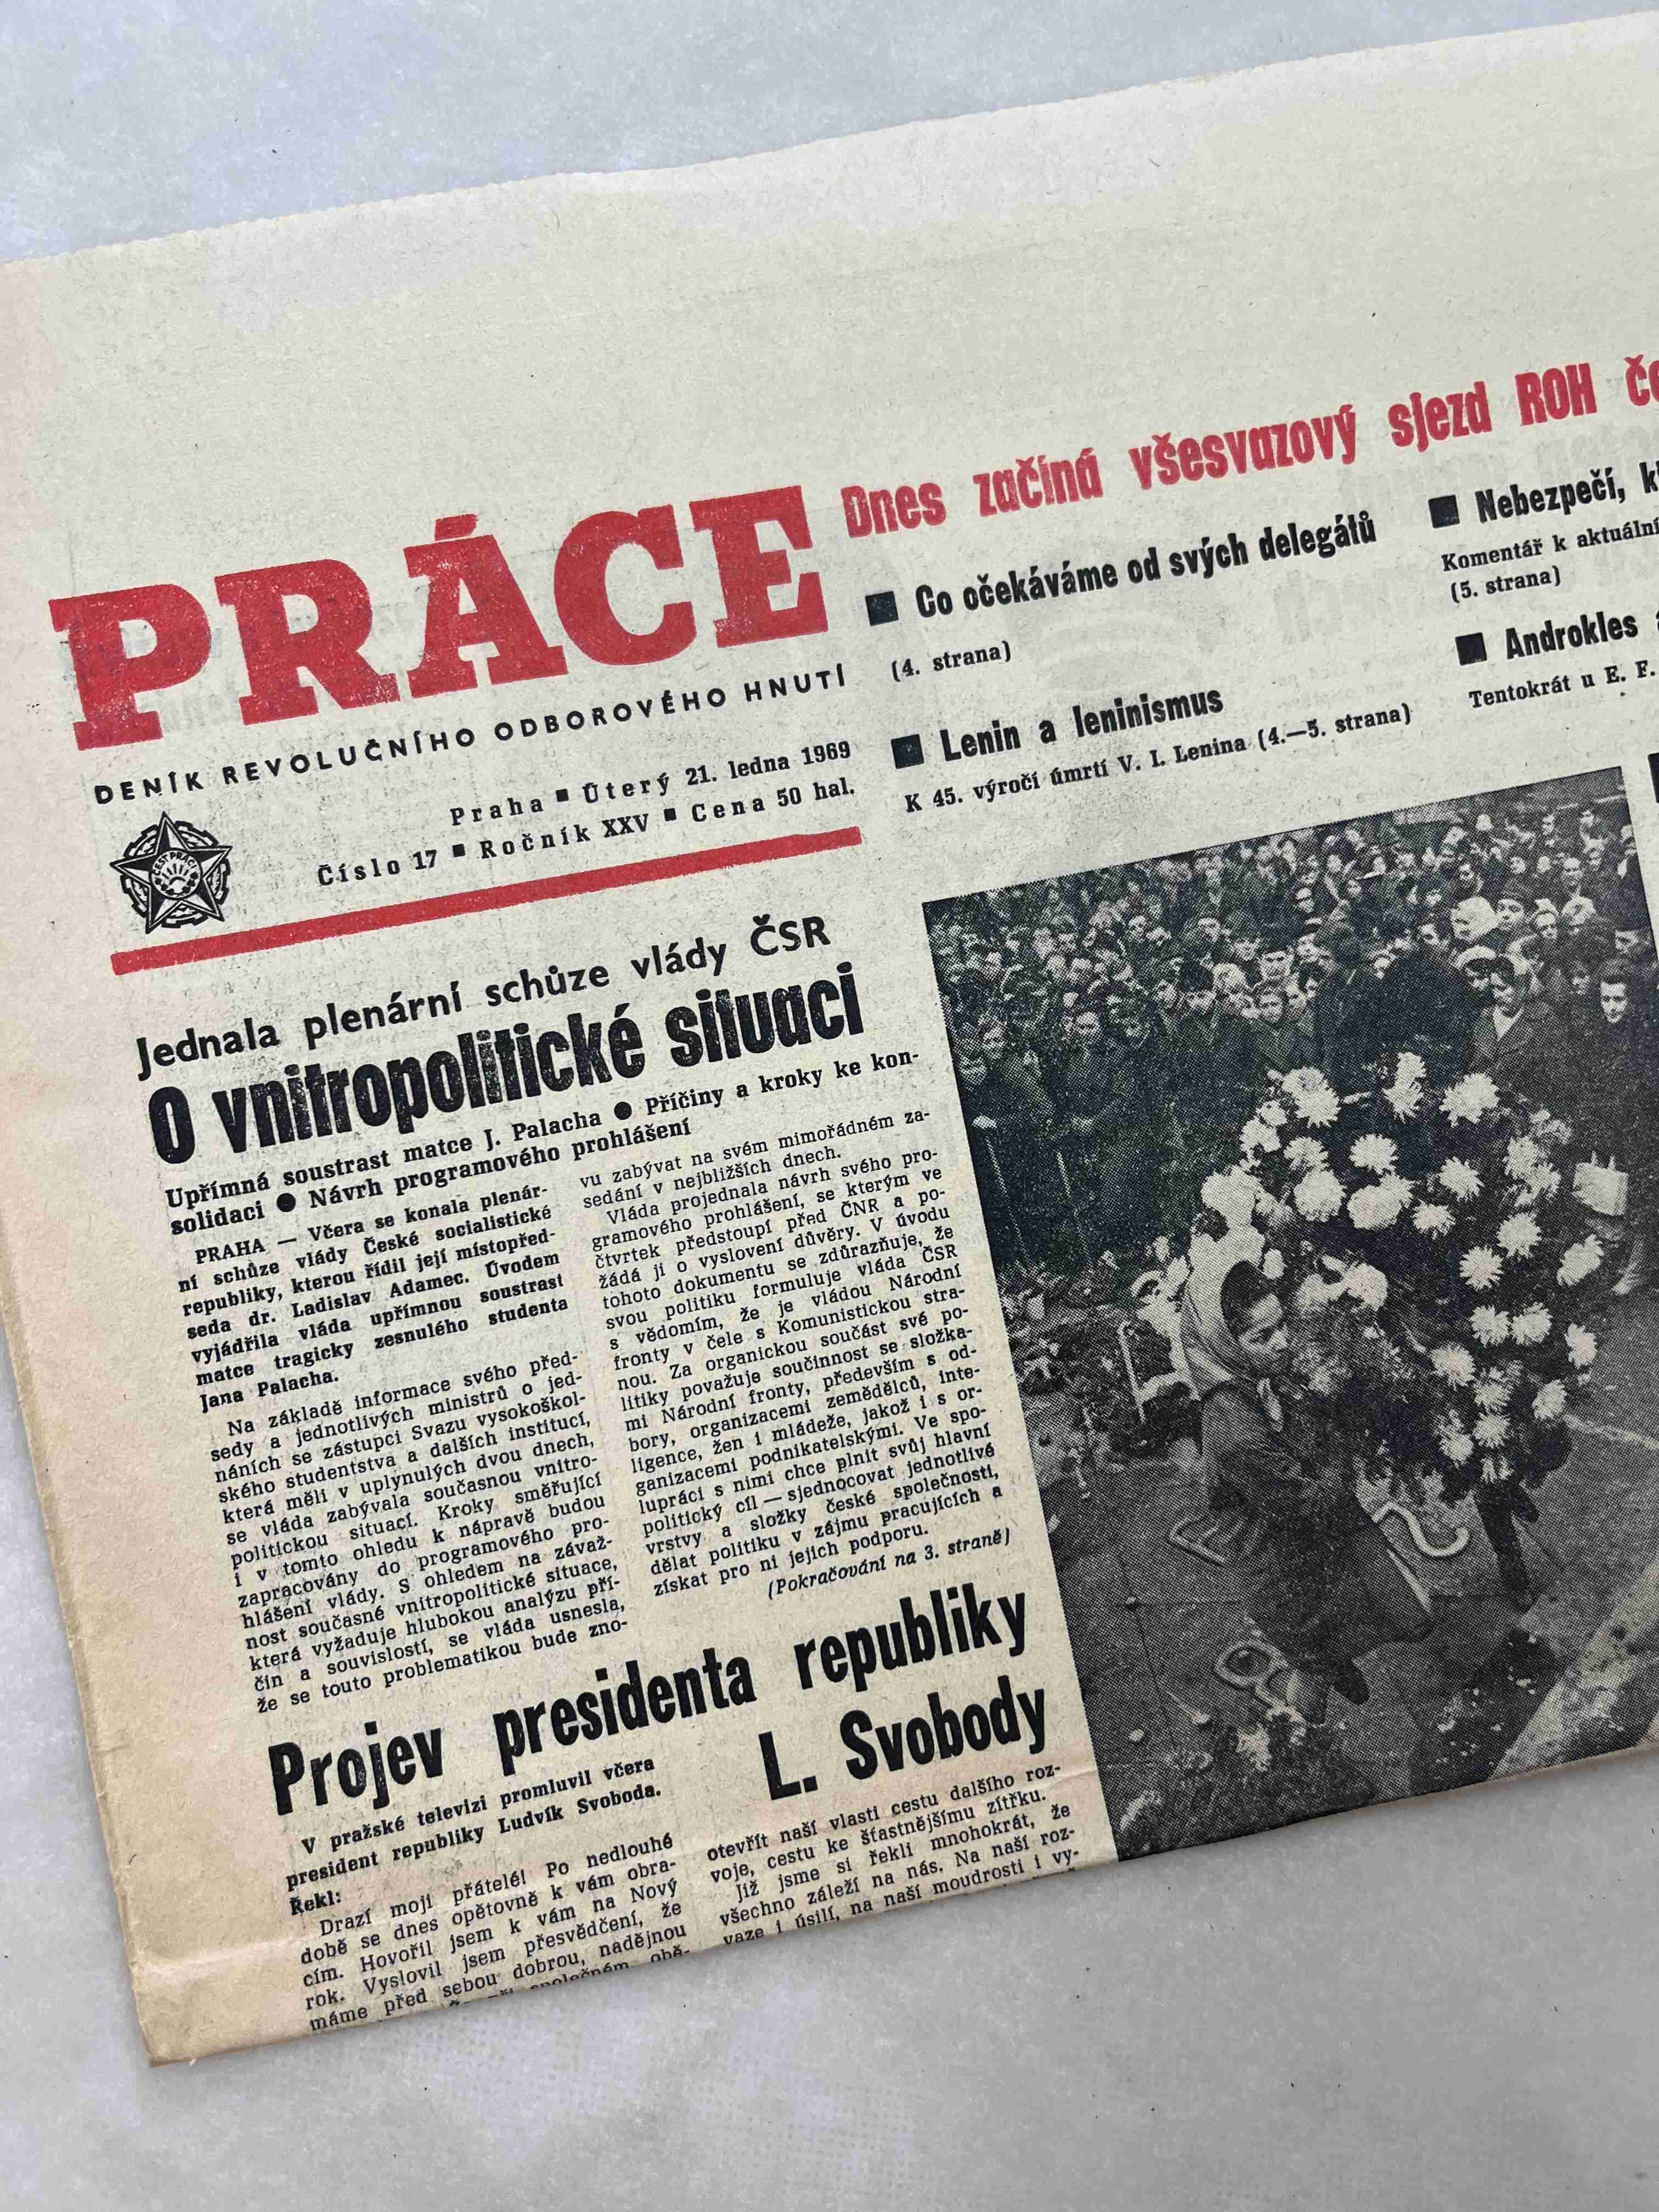 Dnes začíná všesvazový sjezd ROH
PRÁCE
DENÍK REVOLUČNÍHO ODBOROVÉHO HNUTÍ
Praha ■ Úterý 21. ledna 1969
Číslo 17 ■ Ročník XXV ■ Cena 50 hal.
ČEST PRÁCI
■ Co očekáváme od svých delegátů
(4. strana)
■ Lenin a leninismus
K 45. výročí úmrtí V. I. Lenina (4.—5. strana)
■ Nebezpečí,
Komentář k aktuální
(5. strana)
■ Androkles
Tentokrát u E. F.
Jednala plenární schůze vlády ČSR
O vnitropolitické situaci
Upřímná soustrast matce J. Palacha ● Příčiny a kroky ke kon-
solidaci ● Návrh programového prohlášení
PRAHA — Včera se konala plenár-
ní schůze vlády České socialistické
republiky, kterou řídil její místopřed-
seda dr. Ladislav Adamec. Úvodem
vyjádřila vláda upřímnou soustrast
matce tragicky zesnulého studenta
Jana Palacha.
Na základě informace svého před-
sedy a jednotlivých ministrů o jed-
náních se zástupci Svazu vysokoškol-
ského studentstva a dalších institucí,
která měli v uplynulých dvou dnech,
se vláda zabývala současnou vnitro-
politickou situací. Kroky směřující
i v tomto ohledu k nápravě budou
zapracovány do programového pro-
hlášení vlády. S ohledem na závaž-
nost současné vnitropolitické situace,
která vyžaduje hlubokou analýzu pří-
čin a souvislostí, se vláda usnesla,
že se touto problematikou bude zno-
vu zabývat na svém mimořádném za-
sedání v nejbližších dnech.
Vláda projednala návrh svého pro-
gramového prohlášení, se kterým ve
čtvrtek předstoupí před ČNR a po-
žádá ji o vyslovení důvěry. V úvodu
tohoto dokumentu se zdůrazňuje, že
svou politiku formuluje vláda ČSR
s vědomím, že je vládou Národní
fronty v čele s Komunistickou stra-
nou. Za organickou součást své po-
litiky považuje součinnost se složka-
mi Národní fronty, především s od-
bory, organizacemi zemědělců, inte-
ligence, žen i mládeže, jakož i s or-
ganizacemi podnikatelskými. Ve spo-
lupráci s nimi chce plnit svůj hlavní
politický cíl — sjednocovat jednotlivé
vrstvy a složky české společnosti,
dělat politiku v zájmu pracujících a
získat pro ni jejich podporu.
(Pokračování na 3. straně)
Projev presidenta republiky
L. Svobody
V pražské televizi promluvil včera
president republiky Ludvík Svoboda.
Řekl:
Drazí moji přátelé! Po nedlouhé
době se dnes opětovně k vám obra-
cím. Hovořil jsem k vám na Nový
rok. Vyslovil jsem přesvědčení, že
máme před sebou dobrou, nadějnou
společném obě-
otevřít naší vlasti cestu dalšího roz-
voje, cestu ke šťastnějšímu zítřku.
Již jsme si řekli mnohokrát, že
všechno záleží na nás. Na naší roz-
vaze i úsilí, na naší moudrosti i vy-